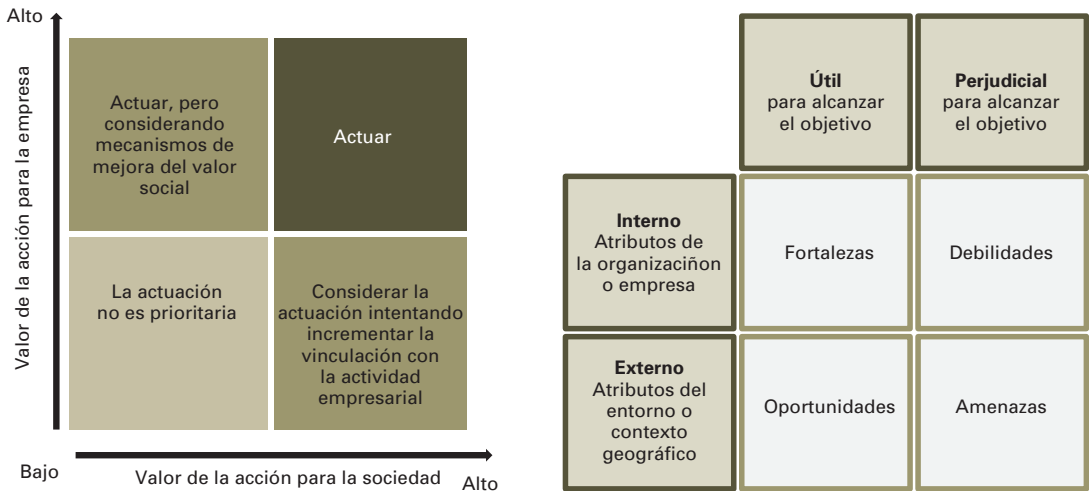 Alto
Valor de la acción para la empresa
Actuar, pero
considerando
mecanismos de
mejora del valor
social
Actuar
La actuación
no es prioritaria
Considerar la
actuación intentando
incrementar la
vinculación con
la actividad
empresarial
Bajo
Valor de la acción para la sociedad
Alto
Útil
para alcanzar
el objetivo
Perjudicial
para alcanzar
el objetivo
Interno
Atributos de
la organizaciñon
o empresa
Fortalezas
Debilidades
Externo
Atributos del
entorno o
contexto
geográfico
Oportunidades
Amenazas